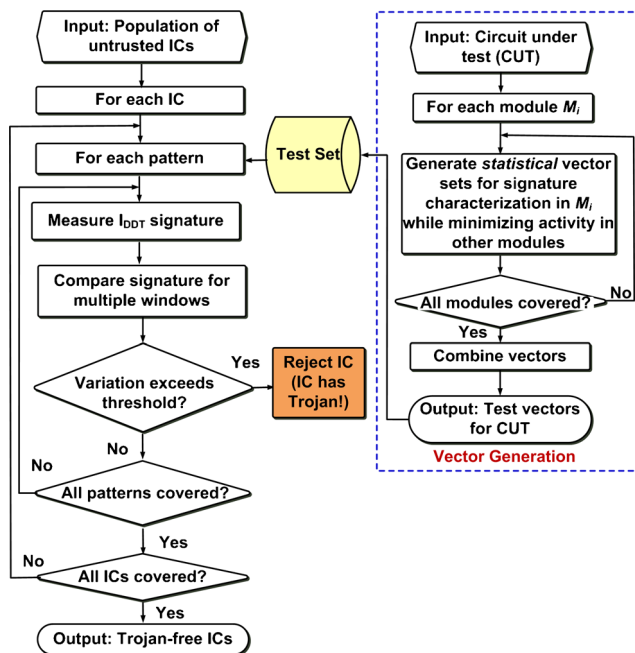 Input: Population of
untrusted ICs
For each IC
For each pattern
Measure IDDT signature
Compare signature for
multiple windows
Variation exceeds
threshold?
Yes
Reject IC
(IC has
Trojan!)
No
All patterns covered?
No
Yes
All ICs covered?
No
Yes
Output: Trojan-free ICs
Test Set
Input: Circuit under
test (CUT)
For each module Mi
Generate statistical vector
sets for signature
characterization in Mi
while minimizing activity in
other modules
All modules covered?
No
Yes
Combine vectors
Output: Test vectors
for CUT
Vector Generation